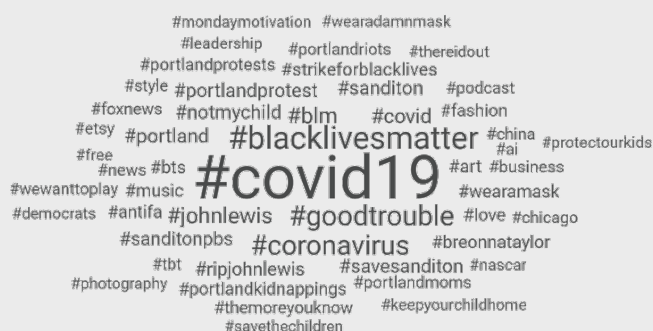 #mondaymotivation #wearadamnmask
#leadership #portlandriots #thereidout
#portlandprotests #strikeforblacklives
#style #portlandprotest #sanditon #podcast
#foxnews #notmychild #blm #covid #fashion
#etsy #portland #blacklivesmatter #china #protectourkids
#free #ai
#news #bts #covid19 #art #business
#wewanttoplay #music #wearamask
#democrats #antifa #johnlewis #goodtrouble #love #chicago
#sanditonpbs #coronavirus #breonnataylor
#tbt #ripjohnlewis #savesanditon #nascar
#photography #portlandkidnappings #portlandmoms
#themoreyouknow #keepyourchildhome
#savethechildren